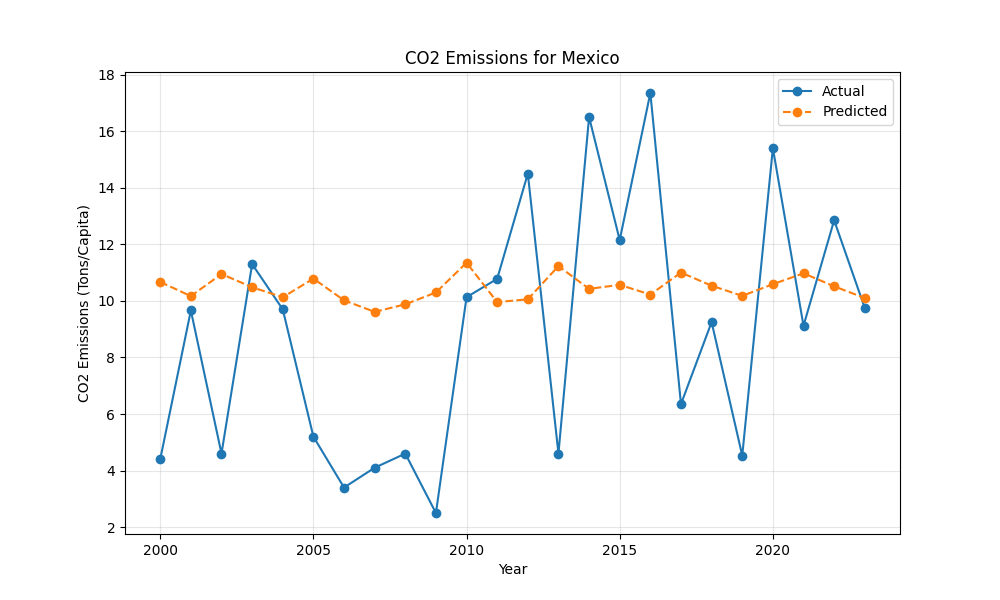 CO2 Emissions for Mexico
Actual
Predicted
CO2 Emissions (Tons/Capita)
18
16
14
12
10
8
6
4
2
2000 2005 2010 2015 2020
Year